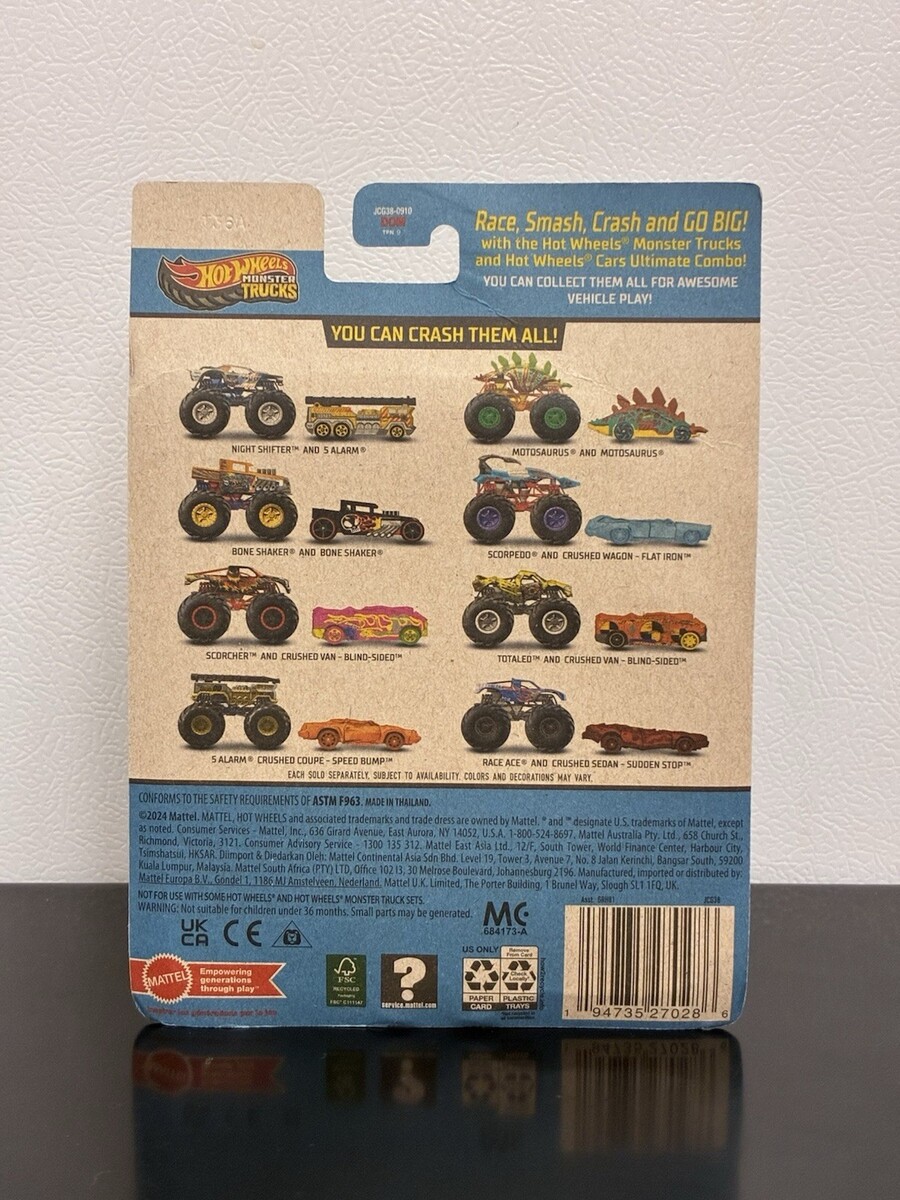 JCG38-0910
HOT WHEELS
MONSTER
TRUCKS
Race, Smash, Crash and GO BIG!
with the Hot Wheels® Monster Trucks
and Hot Wheels® Cars Ultimate Combo!
YOU CAN COLLECT THEM ALL FOR AWESOME
VEHICLE PLAY!
YOU CAN CRASH THEM ALL!
NIGHT SHIFTER™ AND 5 ALARM®
MOTOSAURUS® AND MOTOSAURUS®
BONE SHAKER® AND BONE SHAKER®
SCORPEDO® AND CRUSHED WAGON - FLAT IRON™
SCORCHER™ AND CRUSHED VAN - BLIND-SIDED™
TOTALED™ AND CRUSHED VAN - BLIND-SIDED™
5 ALARM® CRUSHED COUPE - SPEED BUMP™
RACE ACE® AND CRUSHED SEDAN - SUDDEN STOP™
EACH SOLD SEPARATELY, SUBJECT TO AVAILABILITY. COLORS AND DECORATIONS MAY VARY.
CONFORMS TO THE SAFETY REQUIREMENTS OF ASTM F963. MADE IN THAILAND.
©2024 Mattel. MATTEL, HOT WHEELS and associated trademarks and trade dress are owned by Mattel. ® and ™ designate U.S. trademarks of Mattel, except
as noted. Consumer Services - Mattel, Inc., 636 Girard Avenue, East Aurora, NY 14052, U.S.A. 1-800-524-8697. Mattel Australia Pty. Ltd., 658 Church St.,
Richmond, Victoria, 3121. Consumer Advisory Service - 1300 135 312. Mattel East Asia Ltd., 12/F, South Tower, World Finance Center, Harbour City,
Tsimshatsui, HKSAR. Diimport & Diedarkan Oleh: Mattel Continental Asia Sdn Bhd. Level 19, Tower 3, Avenue 7, No. 8 Jalan Kerinchi, Bangsar South, 59200
Kuala Lumpur, Malaysia. Mattel South Africa (PTY) LTD, Office 102 I3, 30 Melrose Boulevard, Johannesburg 2196. Manufactured, imported or distributed by:
Mattel Europa B.V., Gondel 1, 1186 MJ Amstelveen, Nederland. Mattel U.K. Limited, The Porter Building, 1 Brunel Way, Slough SL1 1FQ, UK.
NOT FOR USE WITH SOME HOT WHEELS® AND HOT WHEELS® MONSTER TRUCK SETS.
WARNING: Not suitable for children under 36 months. Small parts may be generated.
UK
CA
CE
MC
.684173-A
JCG38
MATTEL
Empowering
generations
through play™
FSC
RECYCLED
?
service.mattel.com
US ONLY
Remove
From Card
Check
Locally
PAPER
CARD
PLASTIC
TRAYS
1 94735 27028 6